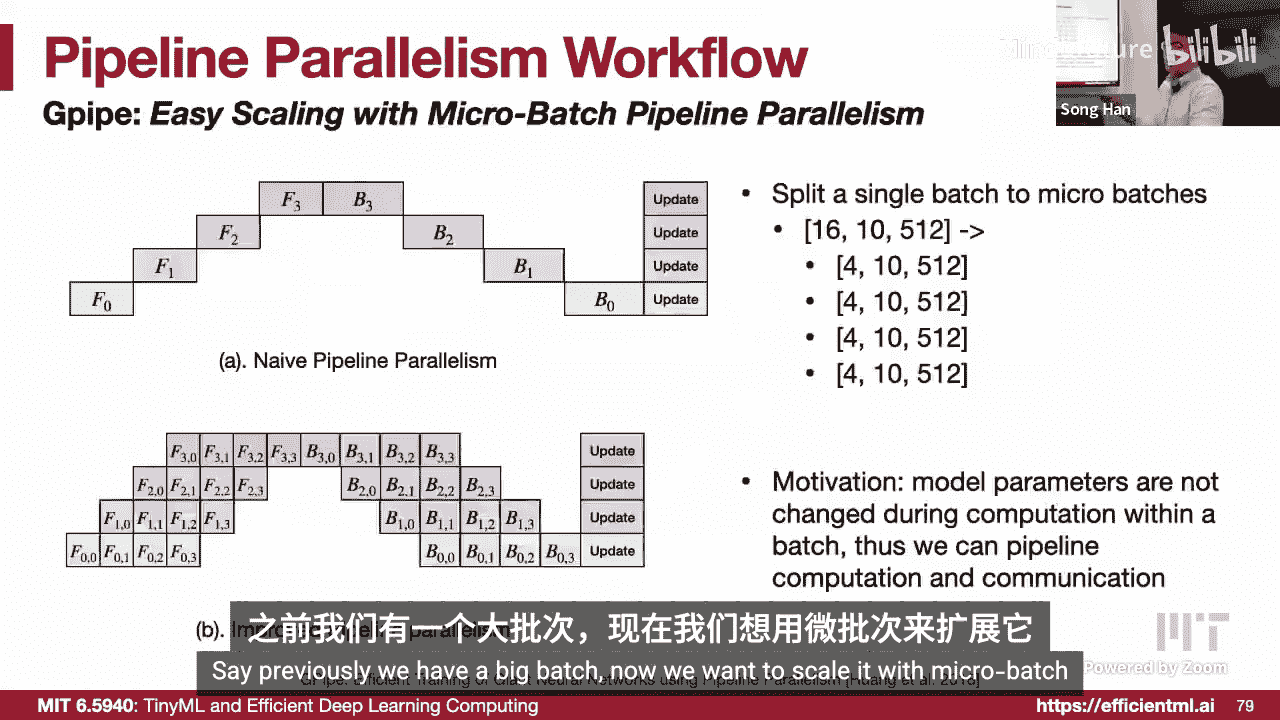 Pipeline Parallelism Workflow
Gpipe: Easy Scaling with Micro-Batch Pipeline Parallelism
Song Han
F3 B3 Update
F2 B2 Update
F1 B1 Update
F0 B0 Update
(a). Naive Pipeline Parallelism
• Split a single batch to micro batches
• [16, 10, 512] ->
• [4, 10, 512]
• [4, 10, 512]
• [4, 10, 512]
• [4, 10, 512]
F3,0 F3,1 F3,2 F3,3 B3,0 B3,1 B3,2 B3,3 Update
F2,0 F2,1 F2,2 F2,3 B2,0 B2,1 B2,2 B2,3 Update
F1,0 F1,1 F1,2 F1,3 B1,0 B1,1 B1,2 B1,3 Update
F0,0 F0,1 F0,2 F0,3 B0,0 B0,1 B0,2 B0,3 Update
• Motivation: model parameters are not
changed during computation within a
batch, thus we can pipeline
computation and communication
(b).
之前我们有一个大批次，现在我们想用微批次来扩展它
Say previously we have a big batch, now we want to scale it with micro-batch
MIT
Powered by Zoom
MIT 6.5940: TinyML and Efficient Deep Learning Computing
https://efficientml.ai 79